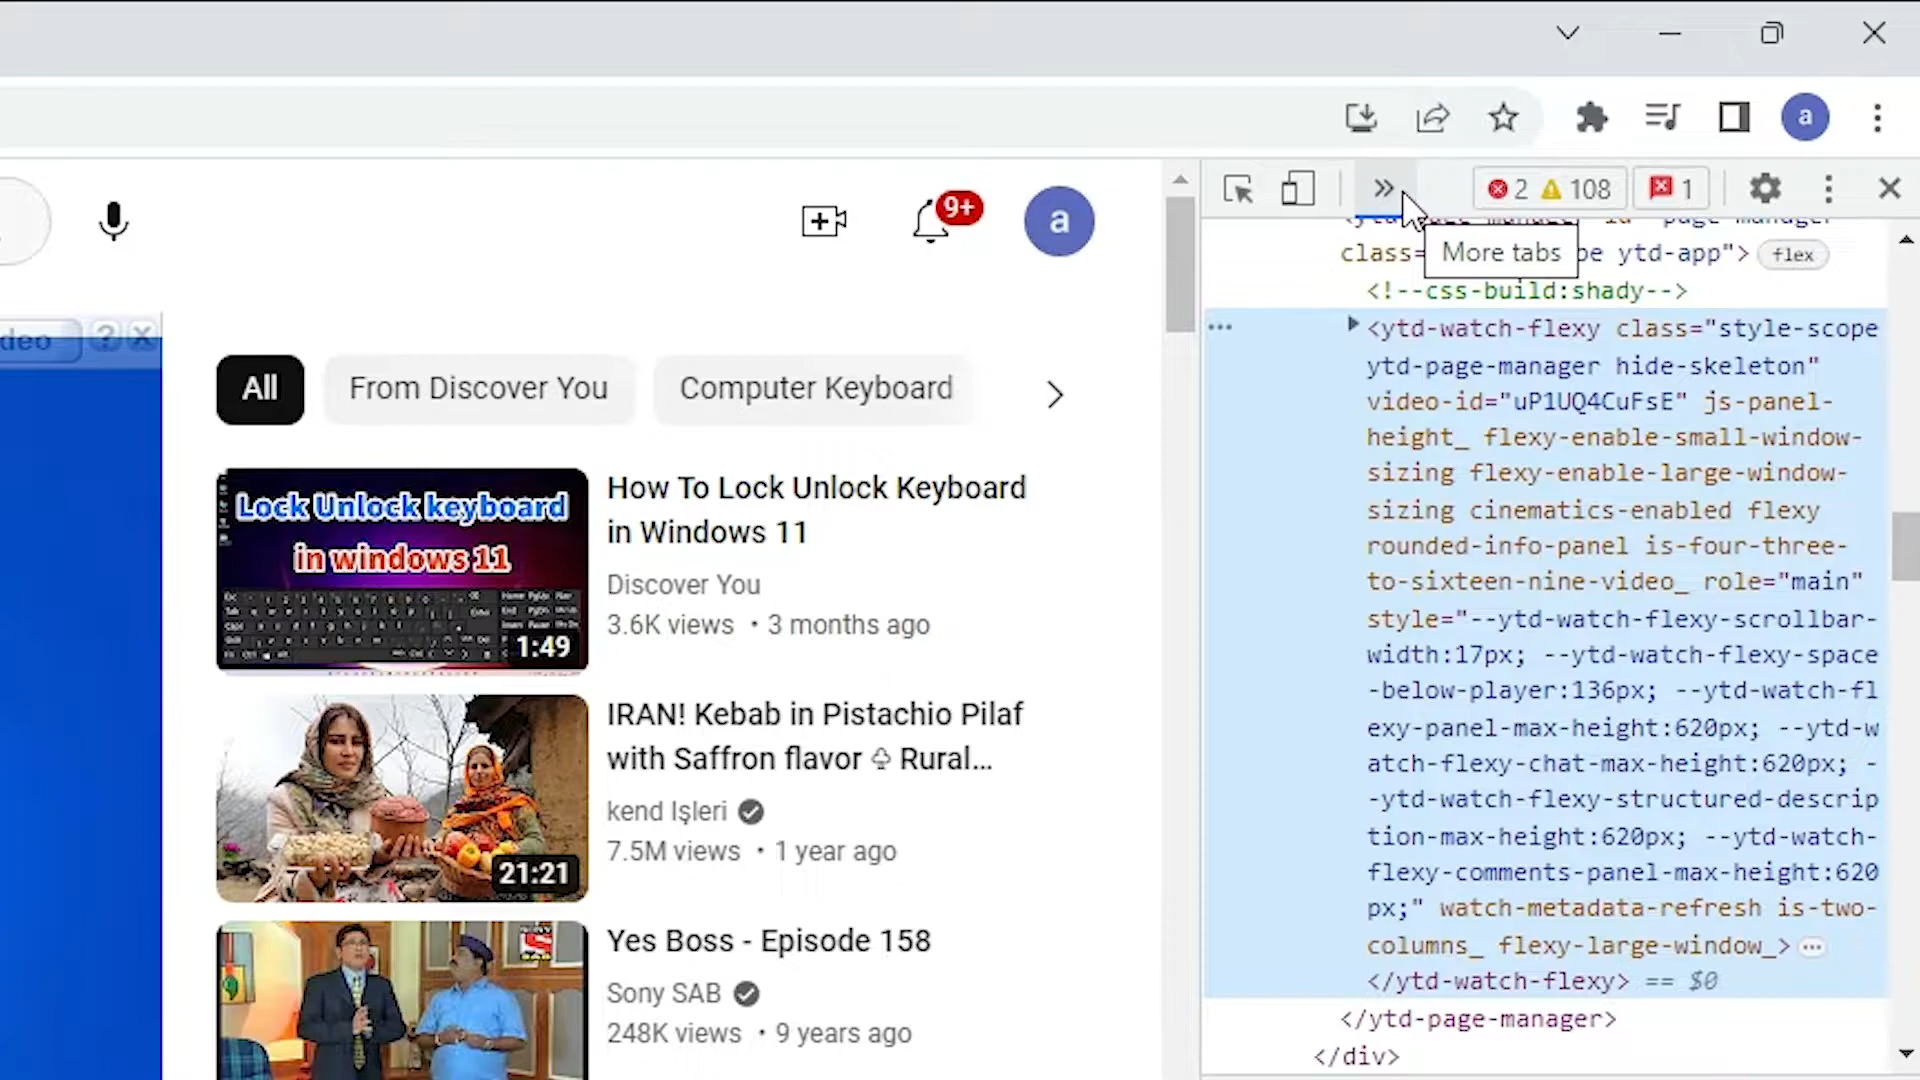 a
9+
a
deo ? X
All
From Discover You
Computer Keyboard
Lock Unlock keyboard
in windows 11
1:49
How To Lock Unlock Keyboard
in Windows 11
Discover You
3.6K views • 3 months ago
21:21
IRAN! Kebab in Pistachio Pilaf
with Saffron flavor ♧ Rural...
kend Işleri
7.5M views • 1 year ago
Yes Boss - Episode 158
Sony SAB
248K views • 9 years ago
2 108 1
More tabs
<ytd-page-manager id="page-manager"
class= pe ytd-app"> flex
<!--css-build:shady-->
<ytd-watch-flexy class="style-scope
ytd-page-manager hide-skeleton"
video-id="uP1UQ4CuFsE" js-panel-
height_ flexy-enable-small-window-
sizing flexy-enable-large-window-
sizing cinematics-enabled flexy
rounded-info-panel is-four-three-
to-sixteen-nine-video_ role="main"
style="--ytd-watch-flexy-scrollbar-
width:17px; --ytd-watch-flexy-space
-below-player:136px; --ytd-watch-fl
exy-panel-max-height:620px; --ytd-w
atch-flexy-chat-max-height:620px; -
-ytd-watch-flexy-structured-descrip
tion-max-height:620px; --ytd-watch-
flexy-comments-panel-max-height:620
px;" watch-metadata-refresh is-two-
columns_ flexy-large-window_> ...
</ytd-watch-flexy> == $0
</ytd-page-manager>
</div>